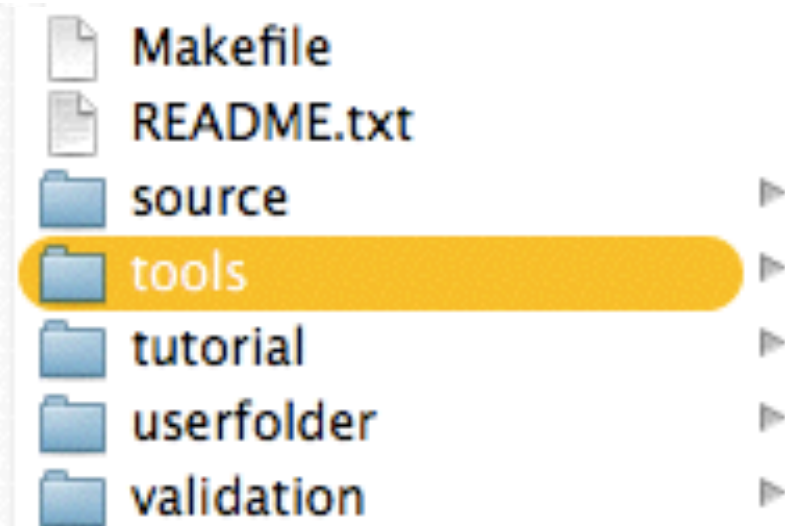 Makefile
README.txt
source
tools
tutorial
userfolder
validation